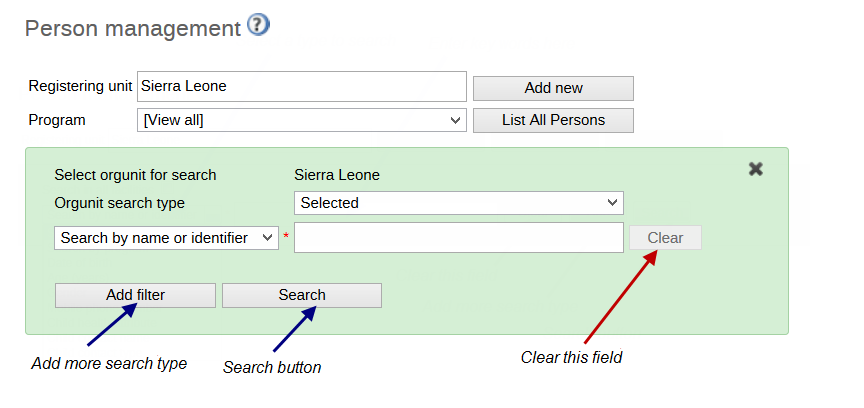 Person management ?
Registering unit Sierra Leone Add new
Program [View all] List All Persons
Select orgunit for search Sierra Leone
Orgunit search type Selected
Search by name or identifier * Clear
Add filter Search
Add more search type Search button Clear this field